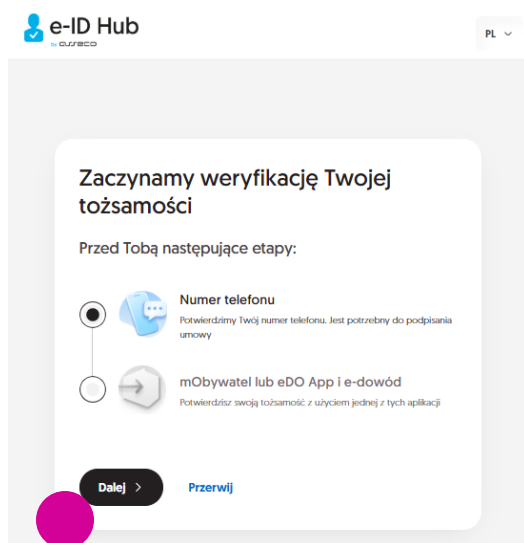 e-ID Hub
by asseco
PL
Zaczynamy weryfikację Twojej
tożsamości
Przed Tobą następujące etapy:
Numer telefonu
Potwierdzimy Twój numer telefonu. Jest potrzebny do podpisania
umowy
mObywatel lub eDO App i e-dowód
Potwierdzisz swoją tożsamość z użyciem jednej z tych aplikacji
Dalej
Przerwij